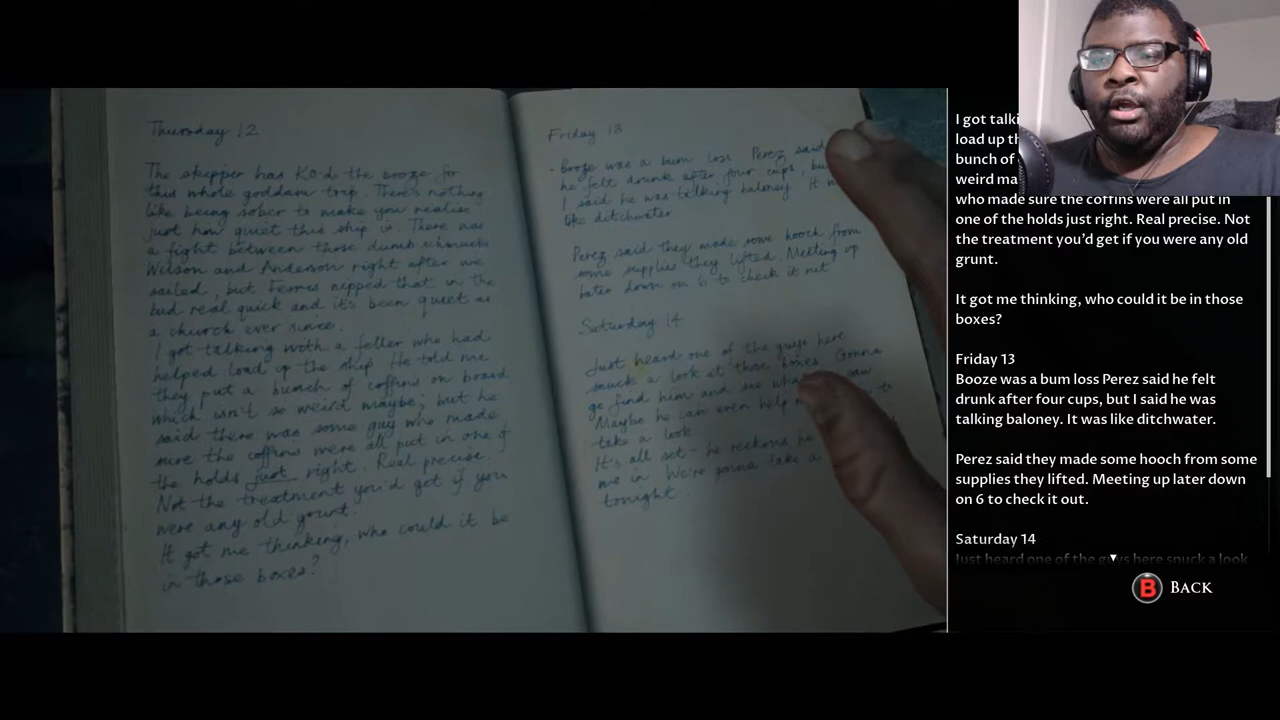 Thursday 12
The skipper has KO'd the booze for
this whole goddam trip. There's nothing
like being sober to make you realise
just how quiet this ship is. There was
a fight between those dumb schmucks
Wilson and Anderson right after we
sailed, but Ferres nipped that in the
bud real quick and it's been quiet as
a church ever since.
I got talking with a feller who had
helped load up the ship. He told me
they put a bunch of coffins on board
which isn't so weird maybe; but he
said there was some guy who made
sure the coffins were all put in one of
the holds just right. Real precise.
Not the treatment you'd get if you
were any old grunt.
It got me thinking, who could it be
in those boxes?
Friday 13
Booze was a bum loss Perez said
he felt drunk after four cups, but
I said he was talking baloney. It
like ditchwater
Perez said they made some hooch from
some supplies they lifted. Meeting up
later down on 6 to check it out
Saturday 14
Just heard one of the guys here
snuck a look at those boxes Gonna
go find him and see saw
Maybe he can even help to
take a look
It's all set - he reckons he
me in We're gonna take a
tonight.
I got talki
load up th
bunch of
weird ma
who made sure the coffins were all put in
one of the holds just right. Real precise. Not
the treatment you'd get if you were any old
grunt.
It got me thinking, who could it be in those
boxes?
Friday 13
Booze was a bum loss Perez said he felt
drunk after four cups, but I said he was
talking baloney. It was like ditchwater.
Perez said they made some hooch from some
supplies they lifted. Meeting up later down
on 6 to check it out.
Saturday 14
Just heard one of the guys here snuck a look
B BACK